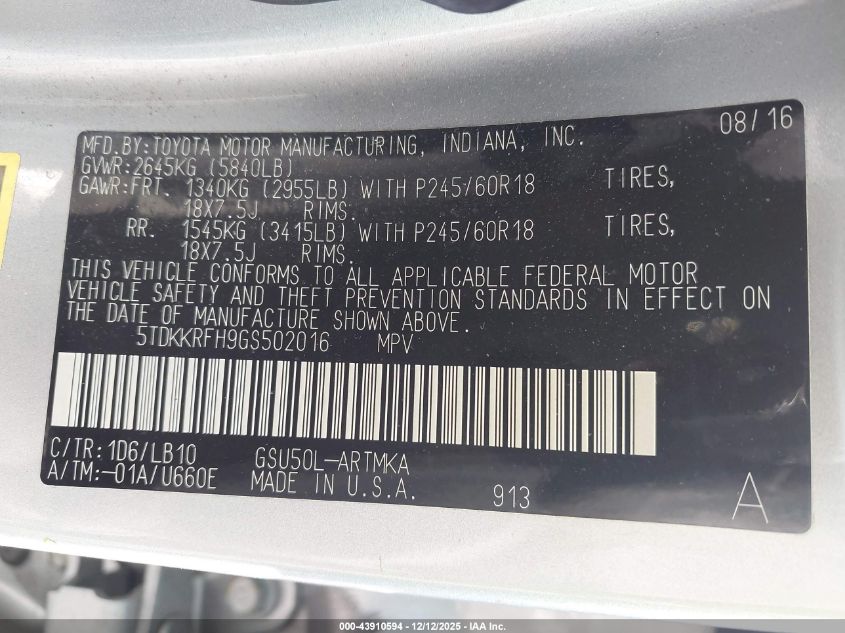 08/16
MFD.BY:TOYOTA MOTOR MANUFACTURING, INDIANA, INC.
GVWR:2645KG (5840LB)
GAWR:FRT. 1340KG (2955LB) WITH P245/60R18 TIRES,
18X7.5J RIMS.
RR. 1545KG (3415LB) WITH P245/60R18 TIRES,
18X7.5J RIMS.
THIS VEHICLE CONFORMS TO ALL APPLICABLE FEDERAL MOTOR
VEHICLE SAFETY AND THEFT PREVENTION STANDARDS IN EFFECT ON
THE DATE OF MANUFACTURE SHOWN ABOVE.
5TDKKRFH9GS502016 MPV
C/TR: 1D6/LB10 GSU50L-ARTMKA
A/TM:-01A/U660E MADE IN U.S.A. 913 A
000-43910594 - 12/12/2025 - IAA Inc.